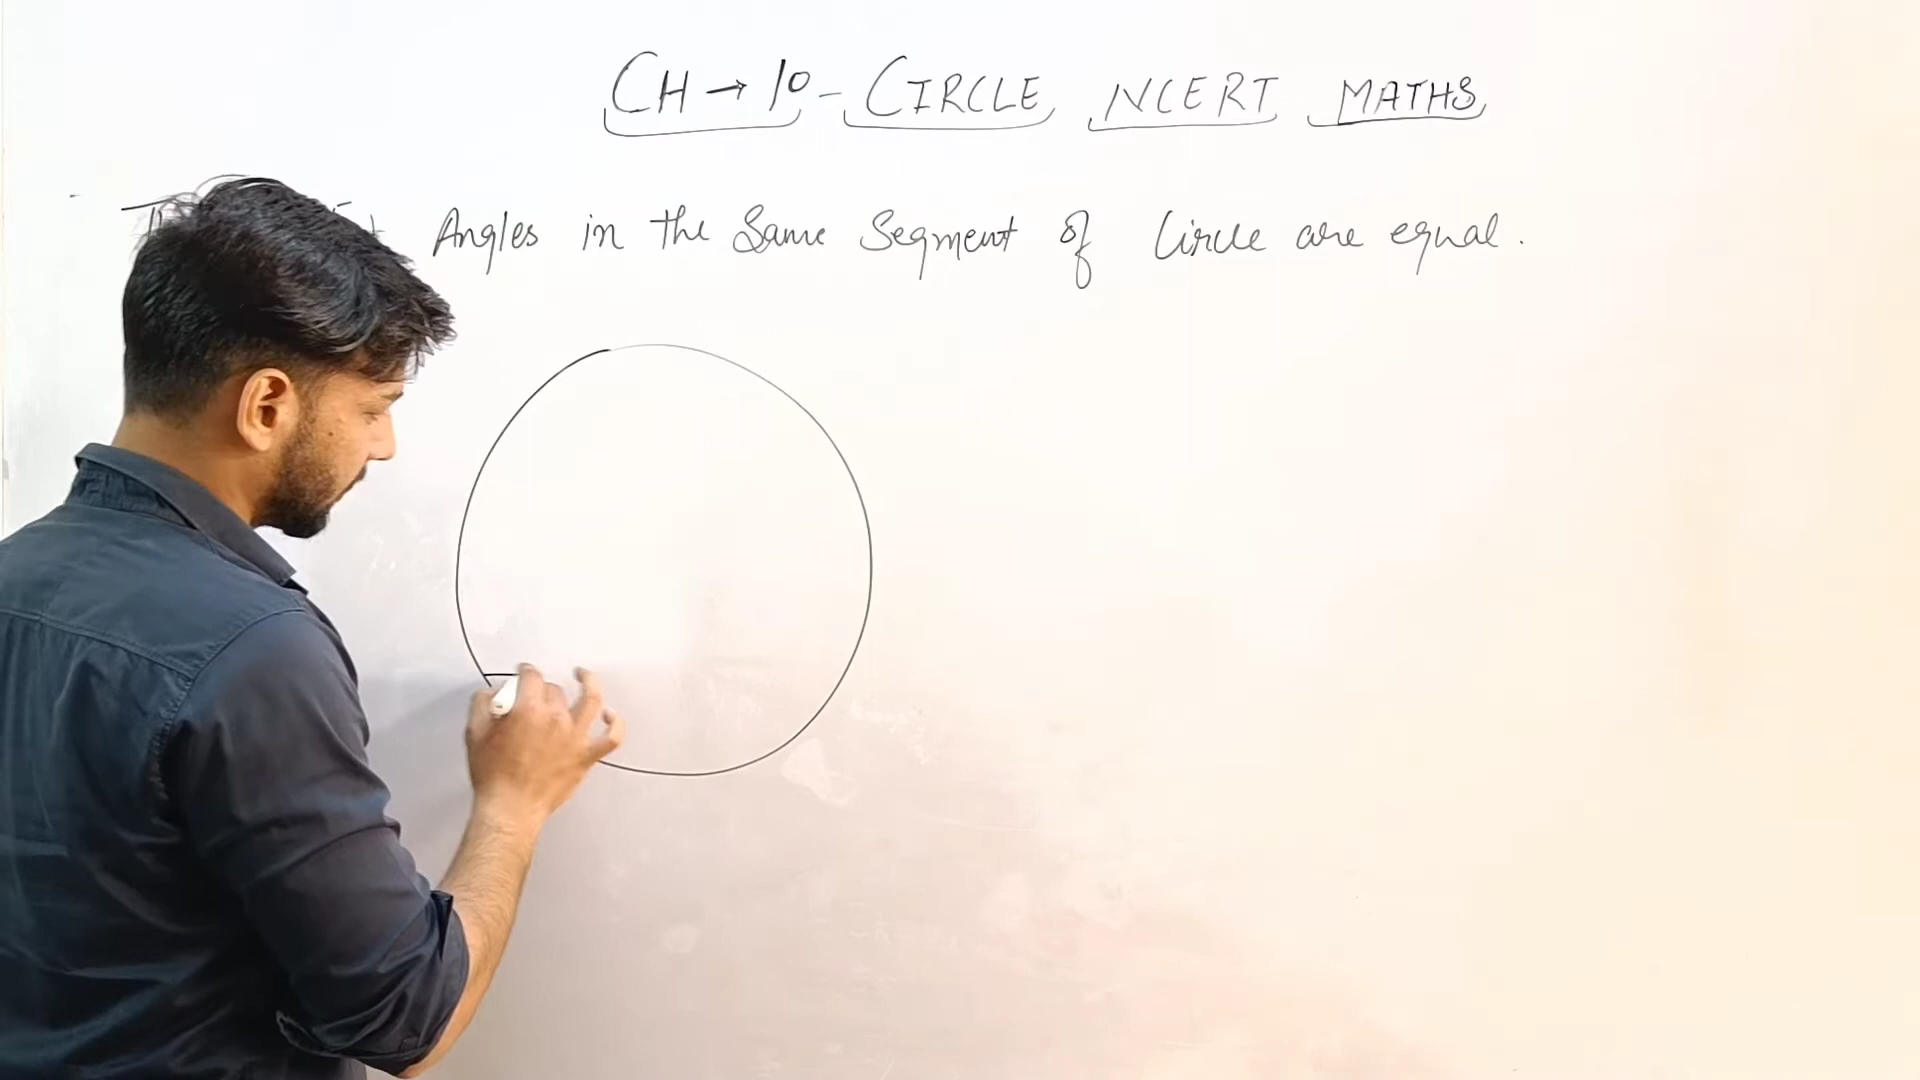 CH → 10 - CIRCLE NCERT MATHS
Angles in the Same Segment of Circle are equal.